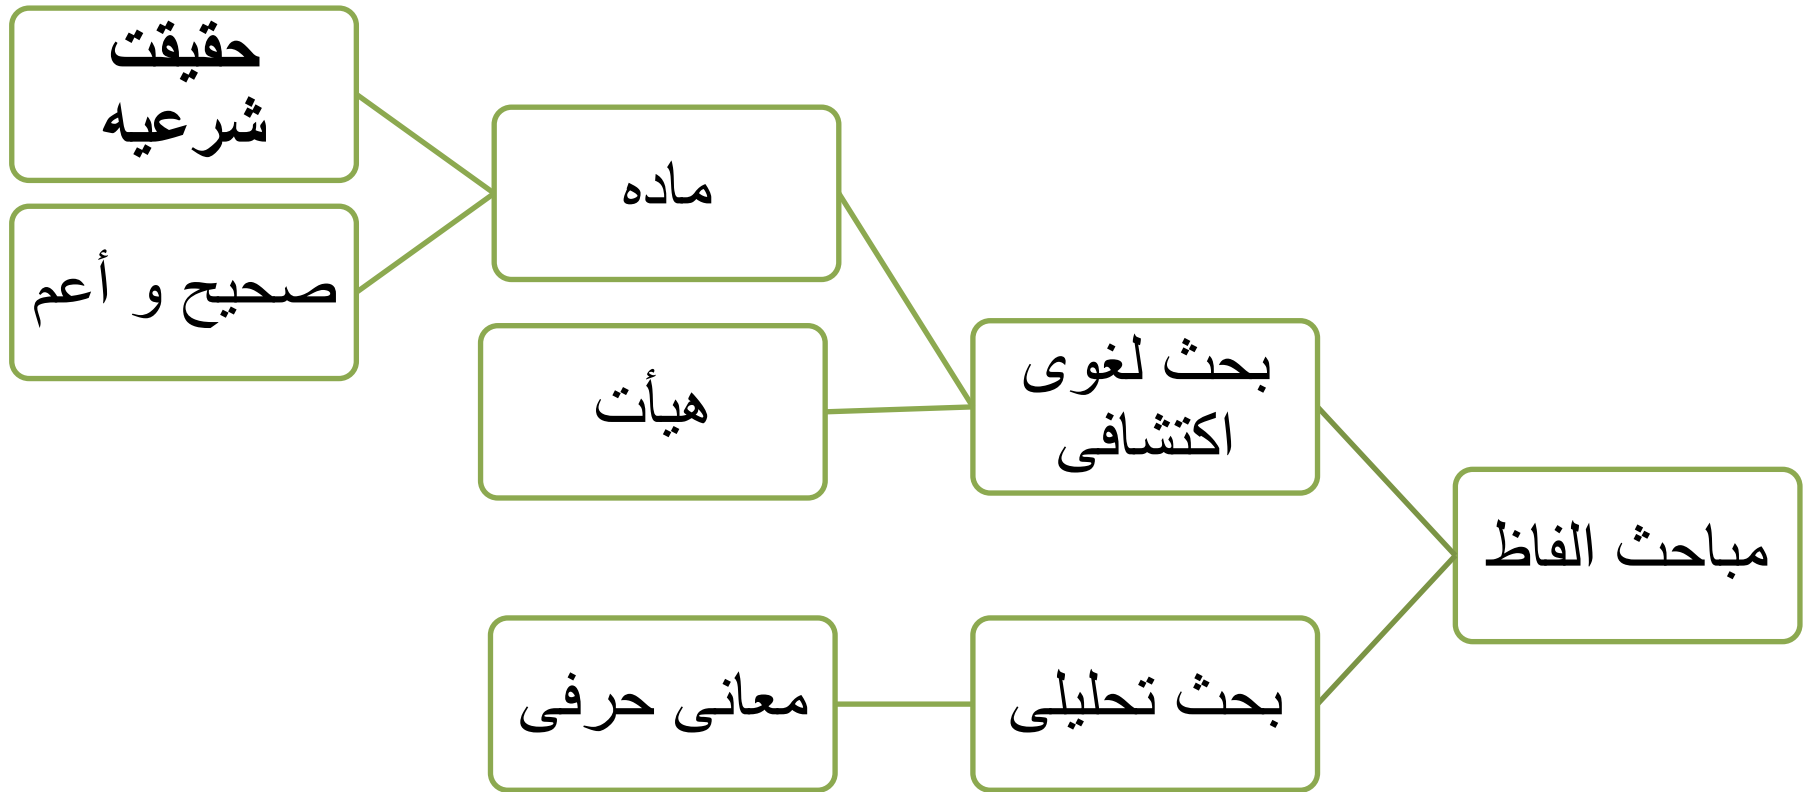 مباحث الفاظ
بحث لغوی
اکتشافی
ماده
حقیقت
شرعیه
صحیح و أعم
هیأت
بحث تحلیلی
معانی حرفی